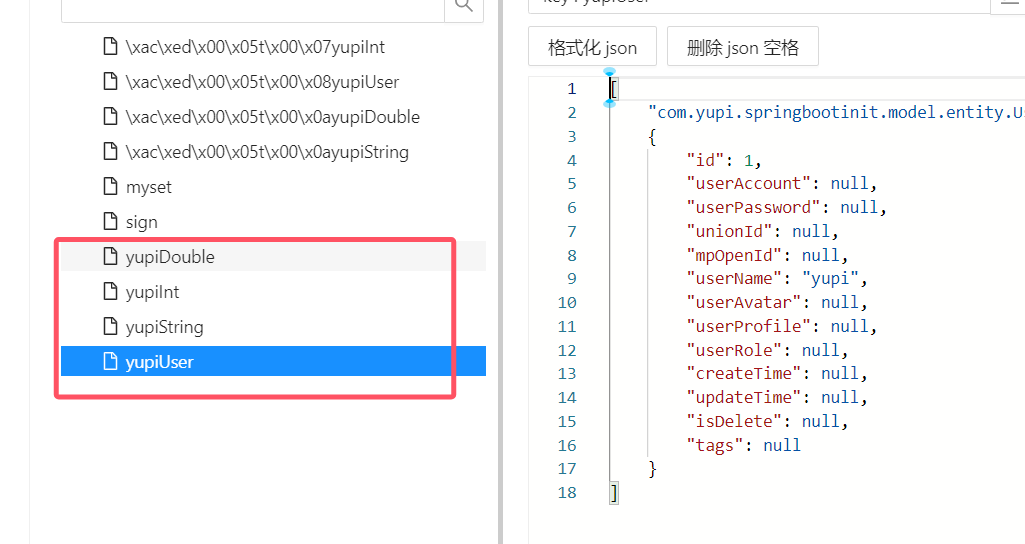 \xac\xed\x00\x05t\x00\x07yupiInt
\xac\xed\x00\x05t\x00\x08yupiUser
\xac\xed\x00\x05t\x00\x0ayupiDouble
\xac\xed\x00\x05t\x00\x0ayupiString
myset
sign
yupiDouble
yupiInt
yupiString
yupiUser
格式化 json 删除 json 空格
1 [
2 "com.yupi.springbootinit.model.entity.Us
3 {
4 "id": 1,
5 "userAccount": null,
6 "userPassword": null,
7 "unionId": null,
8 "mpOpenId": null,
9 "userName": "yupi",
10 "userAvatar": null,
11 "userProfile": null,
12 "userRole": null,
13 "createTime": null,
14 "updateTime": null,
15 "isDelete": null,
16 "tags": null
17 }
18 ]